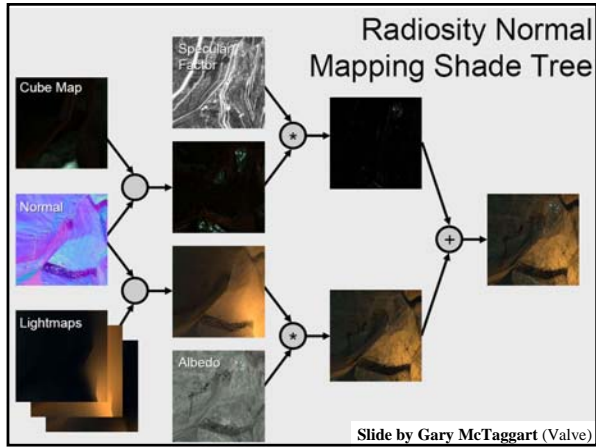 Radiosity Normal
Mapping Shade Tree
Specular
Factor
Cube Map
*
Normal
+
Lightmaps
*
Albedo
Slide by Gary McTaggart (Valve)